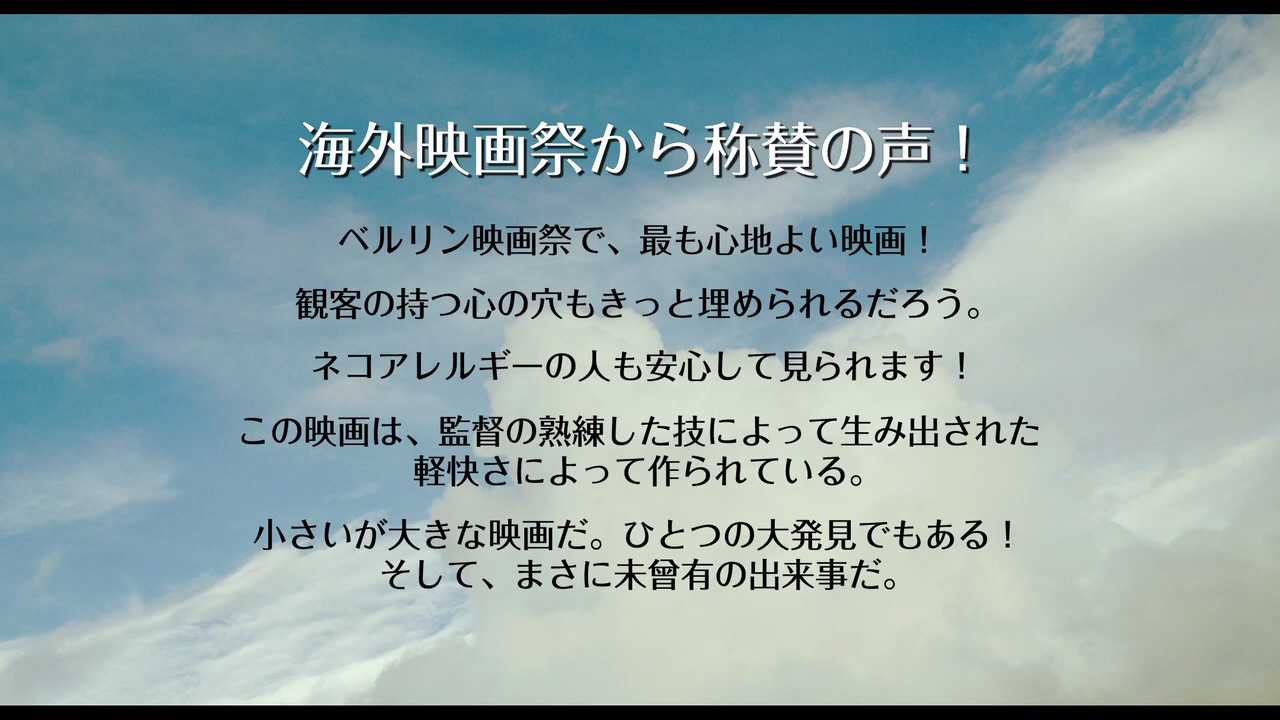 海外映画祭から称賛の声！
ベルリン映画祭で、最も心地よい映画！
観客の持つ心の穴もきっと埋められるだろう。
ネコアレルギーの人も安心して見られます！
この映画は、監督の熟練した技によって生み出された
軽快さによって作られている。
小さいが大きな映画だ。ひとつの大発見でもある！
そして、まさに未曾有の出来事だ。